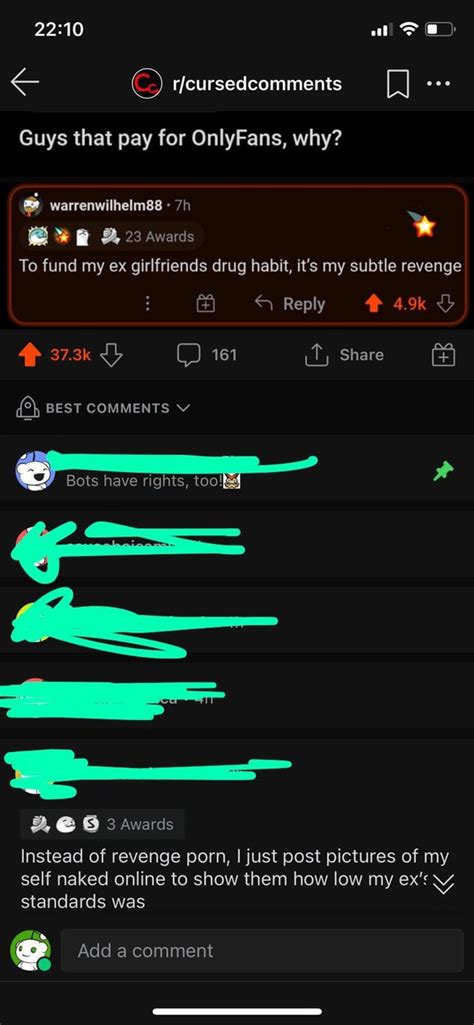 22:10
r/cursedcomments
Guys that pay for OnlyFans, why?
warrenwilhelm88 · 7h
23 Awards
To fund my ex girlfriends drug habit, it's my subtle revenge
Reply 4.9k
37.3k 161 Share
BEST COMMENTS
Bots have rights, too!
4h
3 Awards
Instead of revenge porn, I just post pictures of my
self naked online to show them how low my ex's
standards was
Add a comment